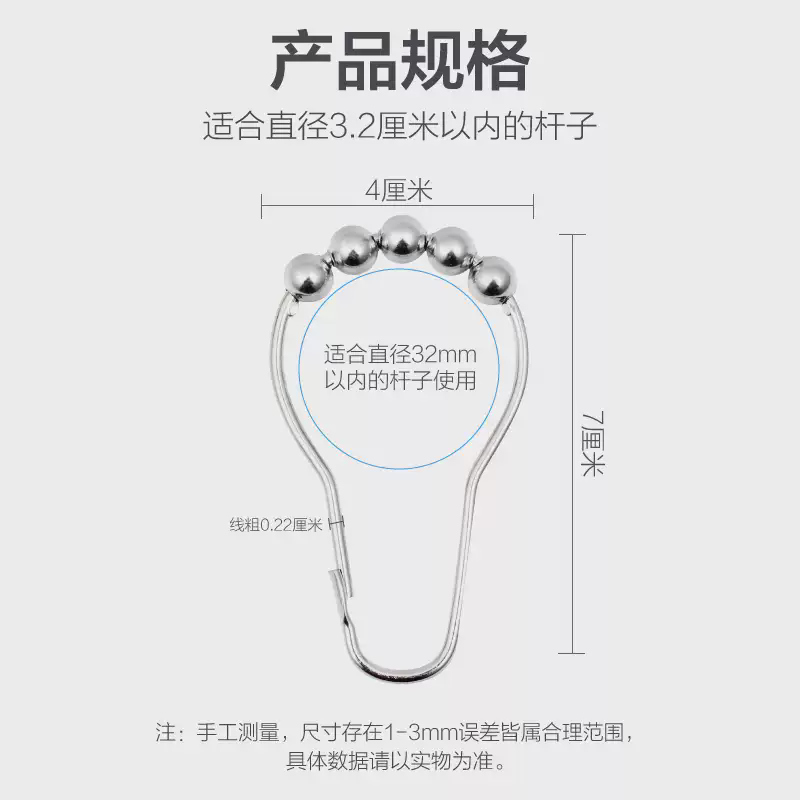 产品规格
适合直径3.2厘米以内的杆子
4厘米
适合直径32mm
以内的杆子使用
7厘米
线粗0.22厘米
注：手工测量，尺寸存在1-3mm误差皆属合理范围，
具体数据请以实物为准。